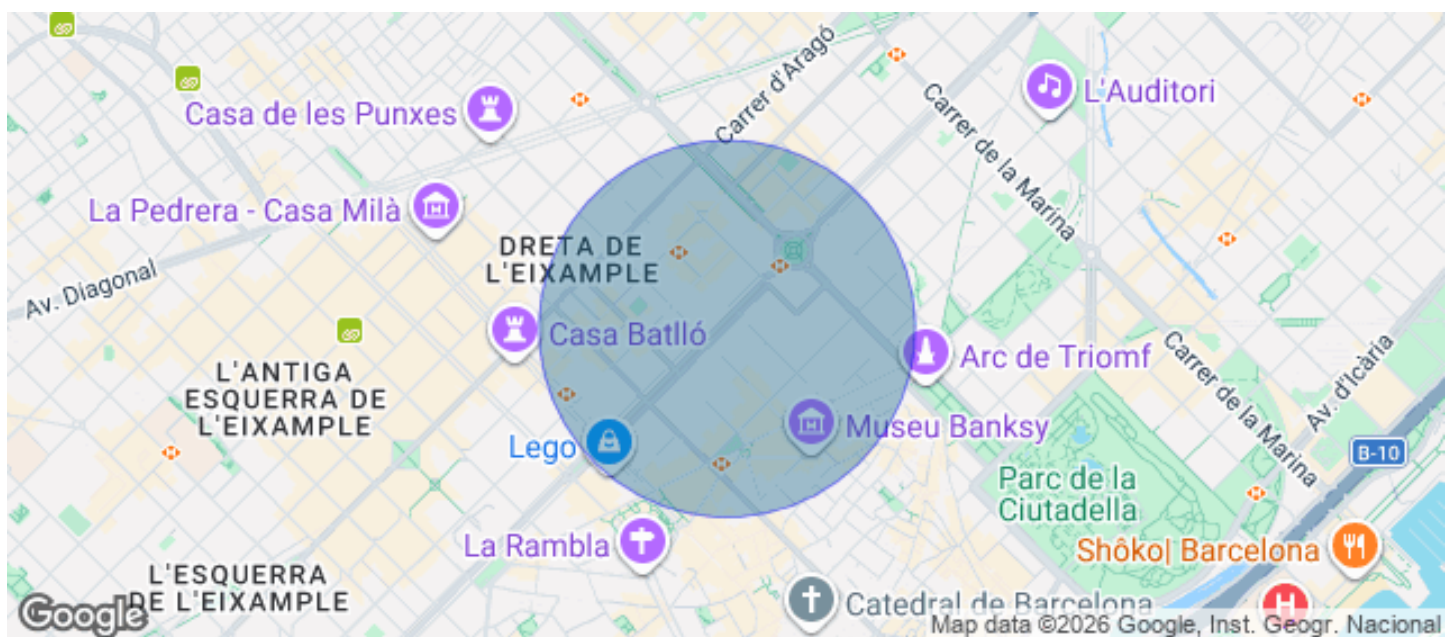 Carrer d'Aragó
L'Auditori
Casa de les Punxes
Carrer de la Marina
La Pedrera - Casa Milà
DRETA DE
L'EIXAMPLE
Av. Diagonal
Casa Batlló
Arc de Triomf
L'ANTIGA
ESQUERRA DE
L'EIXAMPLE
Carrer de la Marina
Av. d'Icària
Lego
Museu Banksy
B-10
Parc de la
Ciutadella
La Rambla
Shôko| Barcelona
L'ESQUERRA
DE L'EIXAMPLE
Catedral de Barcelona
H
Google
Map data ©2026 Google, Inst. Geogr. Nacional